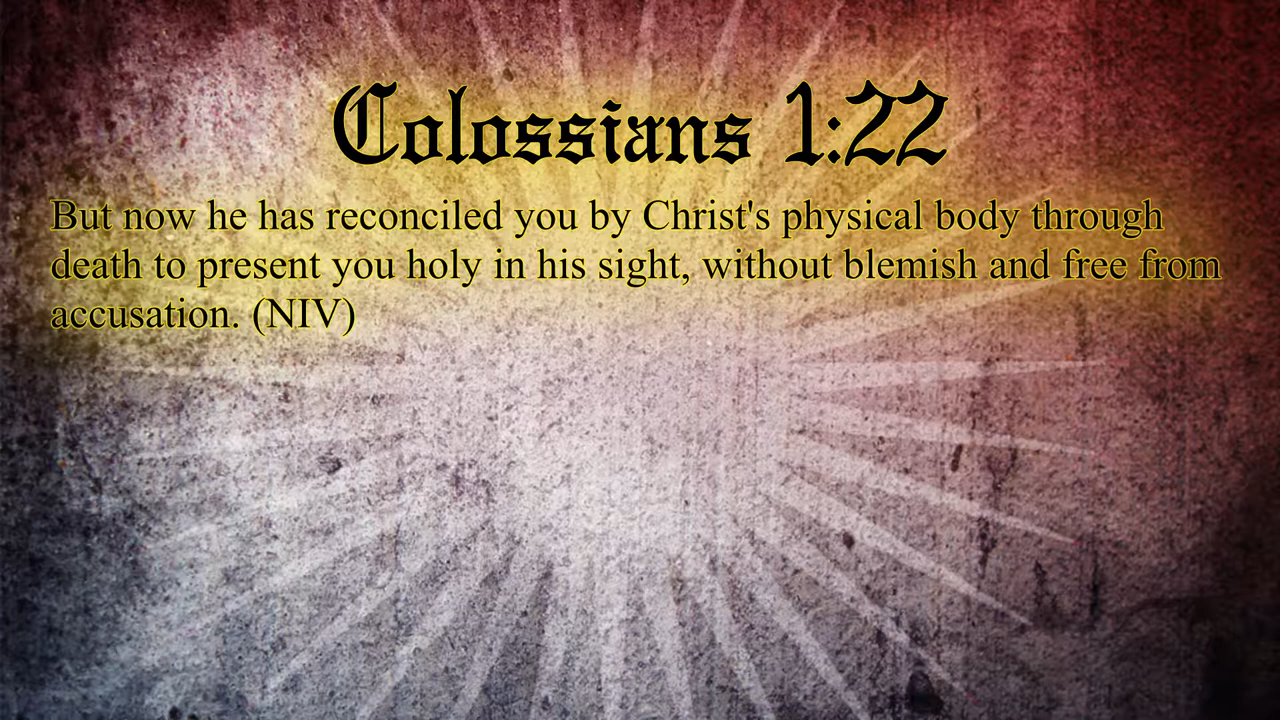 Colossians 1:22
But now he has reconciled you by Christ's physical body through
death to present you holy in his sight, without blemish and free from
accusation. (NIV)